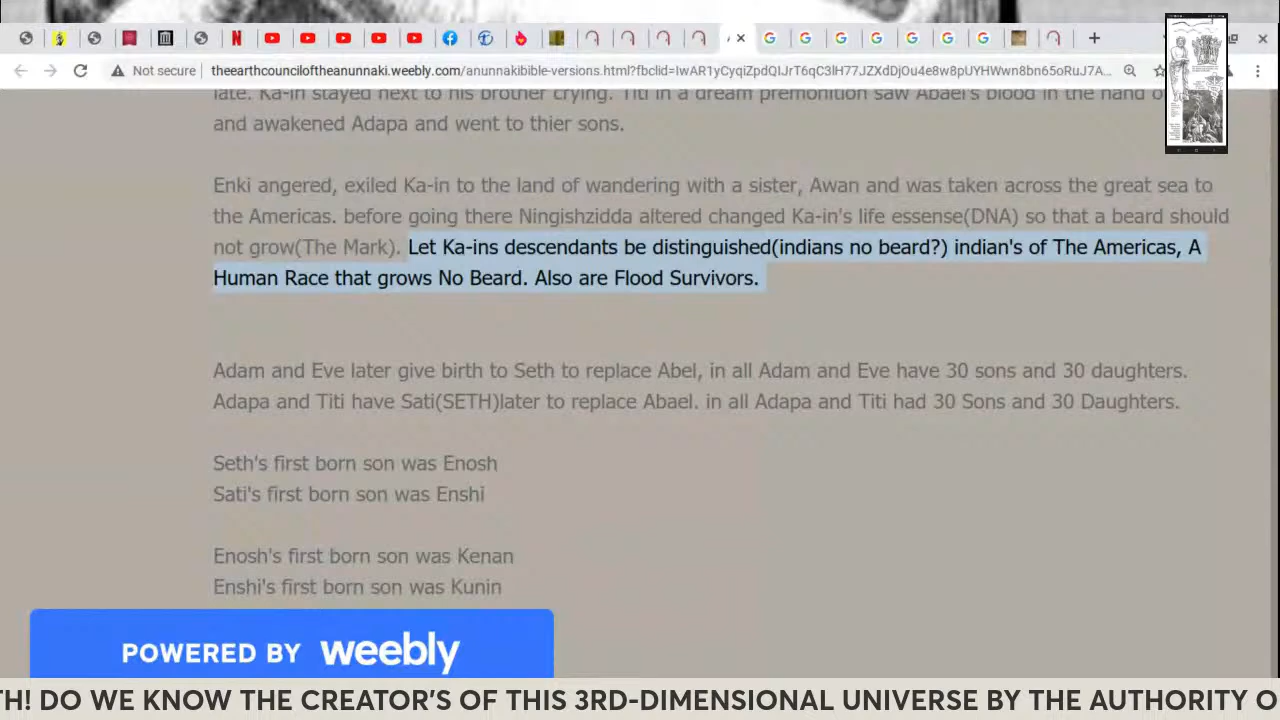 Not secure
theearthcounciloftheanunnaki.weebly.com/anunnaki-bible-versions.html?fbclid=
late. Ka-in stayed next to his brother crying. Titi in a dream premonition saw Abael's blood in the hand
and awakened Adapa and went to thier sons.
Enki angered, exiled Ka-in to the land of wandering with a sister, Awan and was taken across the great sea to
the Americas. before going there Ningishzidda altered changed Ka-in's life essense(DNA) so that a beard should
not grow(The Mark). Let Ka-ins descendants be distinguished(indians no beard?) indian's of The Americas, A
Human Race that grows No Beard. Also are Flood Survivors.
Adam and Eve later give birth to Seth to replace Abel, in all Adam and Eve have 30 sons and 30 daughters.
Adapa and Titi have Sati(SETH)later to replace Abael. in all Adapa and Titi had 30 Sons and 30 Daughters.
Seth's first born son was Enosh
Sati's first born son was Enshi
Enosh's first born son was Kenan
Enshi's first born son was Kunin
POWERED BY weebly
TH! DO WE KNOW THE CREATOR'S OF THIS 3RD-DIMENSIONAL UNIVERSE BY THE AUTHORITY O